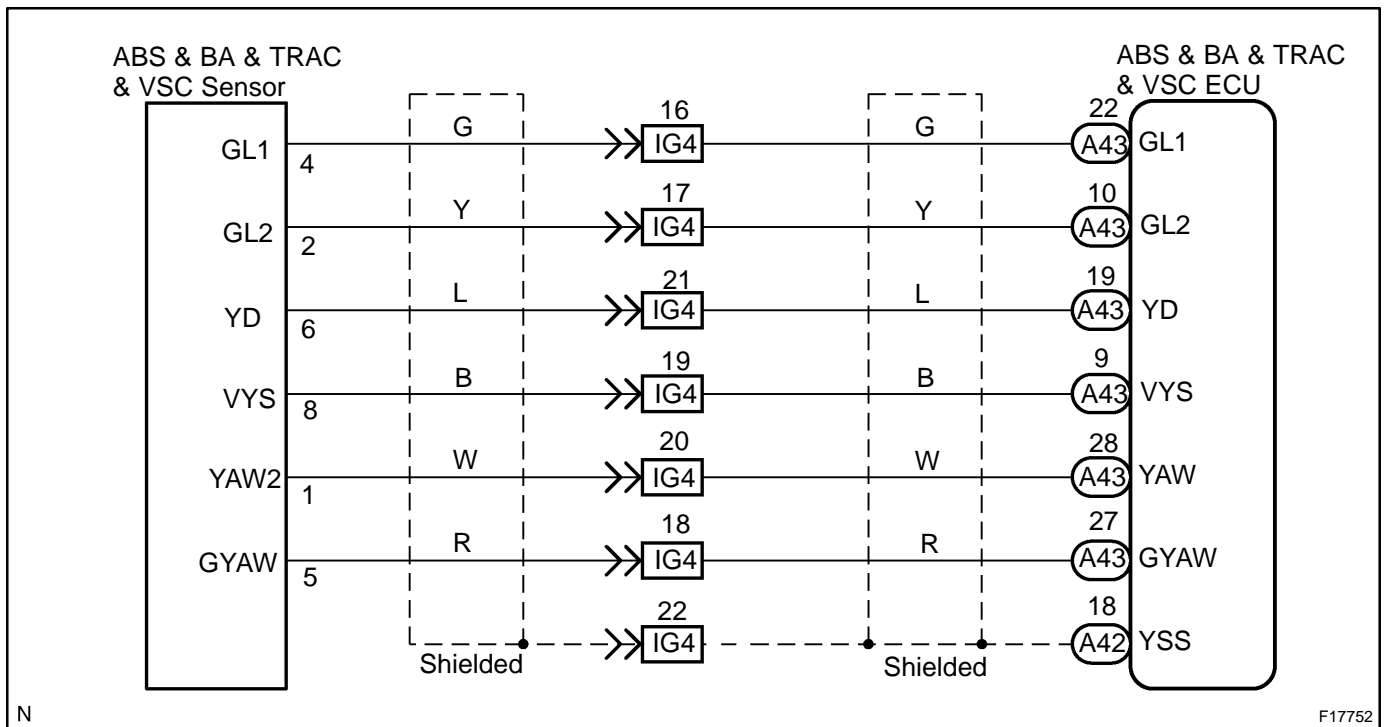 ABS & BA & TRAC
& VSC Sensor
ABS & BA & TRAC
& VSC ECU
GL1 4 G 16 IG4 G 22 A43 GL1
GL2 2 Y 17 IG4 Y 10 A43 GL2
YD 6 L 21 IG4 L 19 A43 YD
VYS 8 B 19 IG4 B 9 A43 VYS
YAW2 1 W 20 IG4 W 28 A43 YAW
GYAW 5 R 18 IG4 R 27 A43 GYAW
22 IG4 18 A42 YSS
Shielded Shielded
N F17752